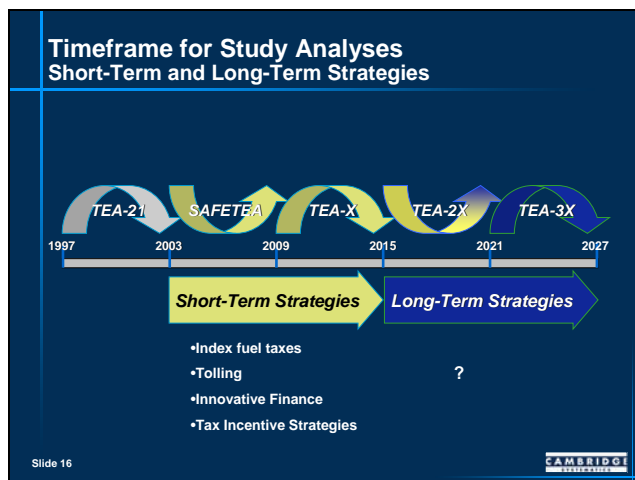 Timeframe for Study Analyses
Short-Term and Long-Term Strategies
TEA-21 SAFETEA TEA-X TEA-2X TEA-3X
1997 2003 2009 2015 2021 2027
Short-Term Strategies Long-Term Strategies
•Index fuel taxes
•Tolling ?
•Innovative Finance
•Tax Incentive Strategies
Slide 16
CAMBRIDGE
SYSTEMATICS